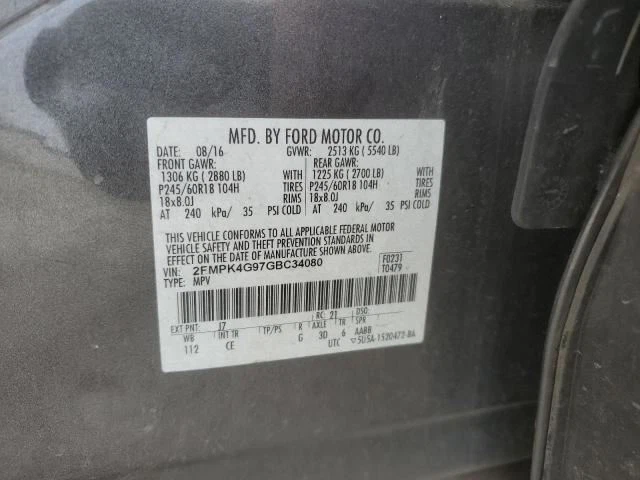 MFD. BY FORD MOTOR CO.
DATE: 08/16 GVWR: 2513 KG ( 5540 LB)
FRONT GAWR: REAR GAWR:
1306 KG ( 2880 LB) WITH 1225 KG ( 2700 LB) WITH
P245/60R18 104H TIRES P245/60R18 104H TIRES
18x8.0J RIMS 18x8.0J RIMS
AT 240 kPa/ 35 PSI COLD AT 240 kPa/ 35 PSI COLD
THIS VEHICLE CONFORMS TO ALL APPLICABLE FEDERAL MOTOR
VEHICLE SAFETY AND THEFT PREVENTION STANDARDS IN
EFFECT ON THE DATE OF MANUFACTURE SHOWN ABOVE.
VIN: 2FMPK4G97GBC34080 F0231
TYPE: MPV T0479
EXT PNT: J7 RC: 21 DSO:
WB INT TR TP/PS R AXLE TR SPR
112 CE G 3D 6 AABB
UTC ▽5U5A-1520472-BA